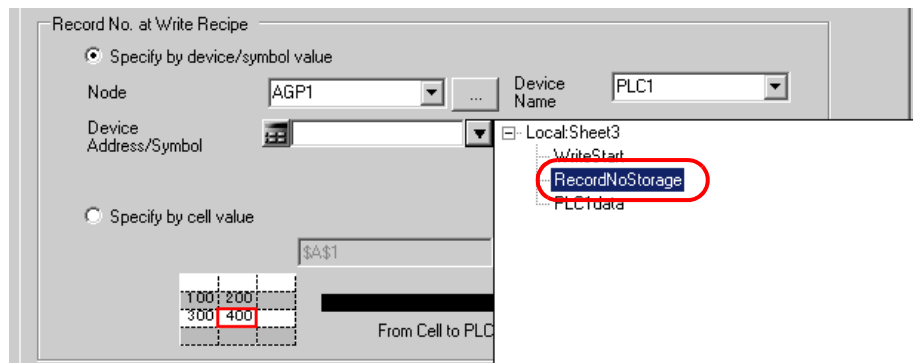 Record No. at Write Recipe
Specify by device/symbol value
Node AGP1 ... Device Name PLC1
Device Address/Symbol
Local:Sheet3
WriteStart
RecordNoStorage
PLC1data
Specify by cell value
$A$1
100 200
300 400
From Cell to PLC